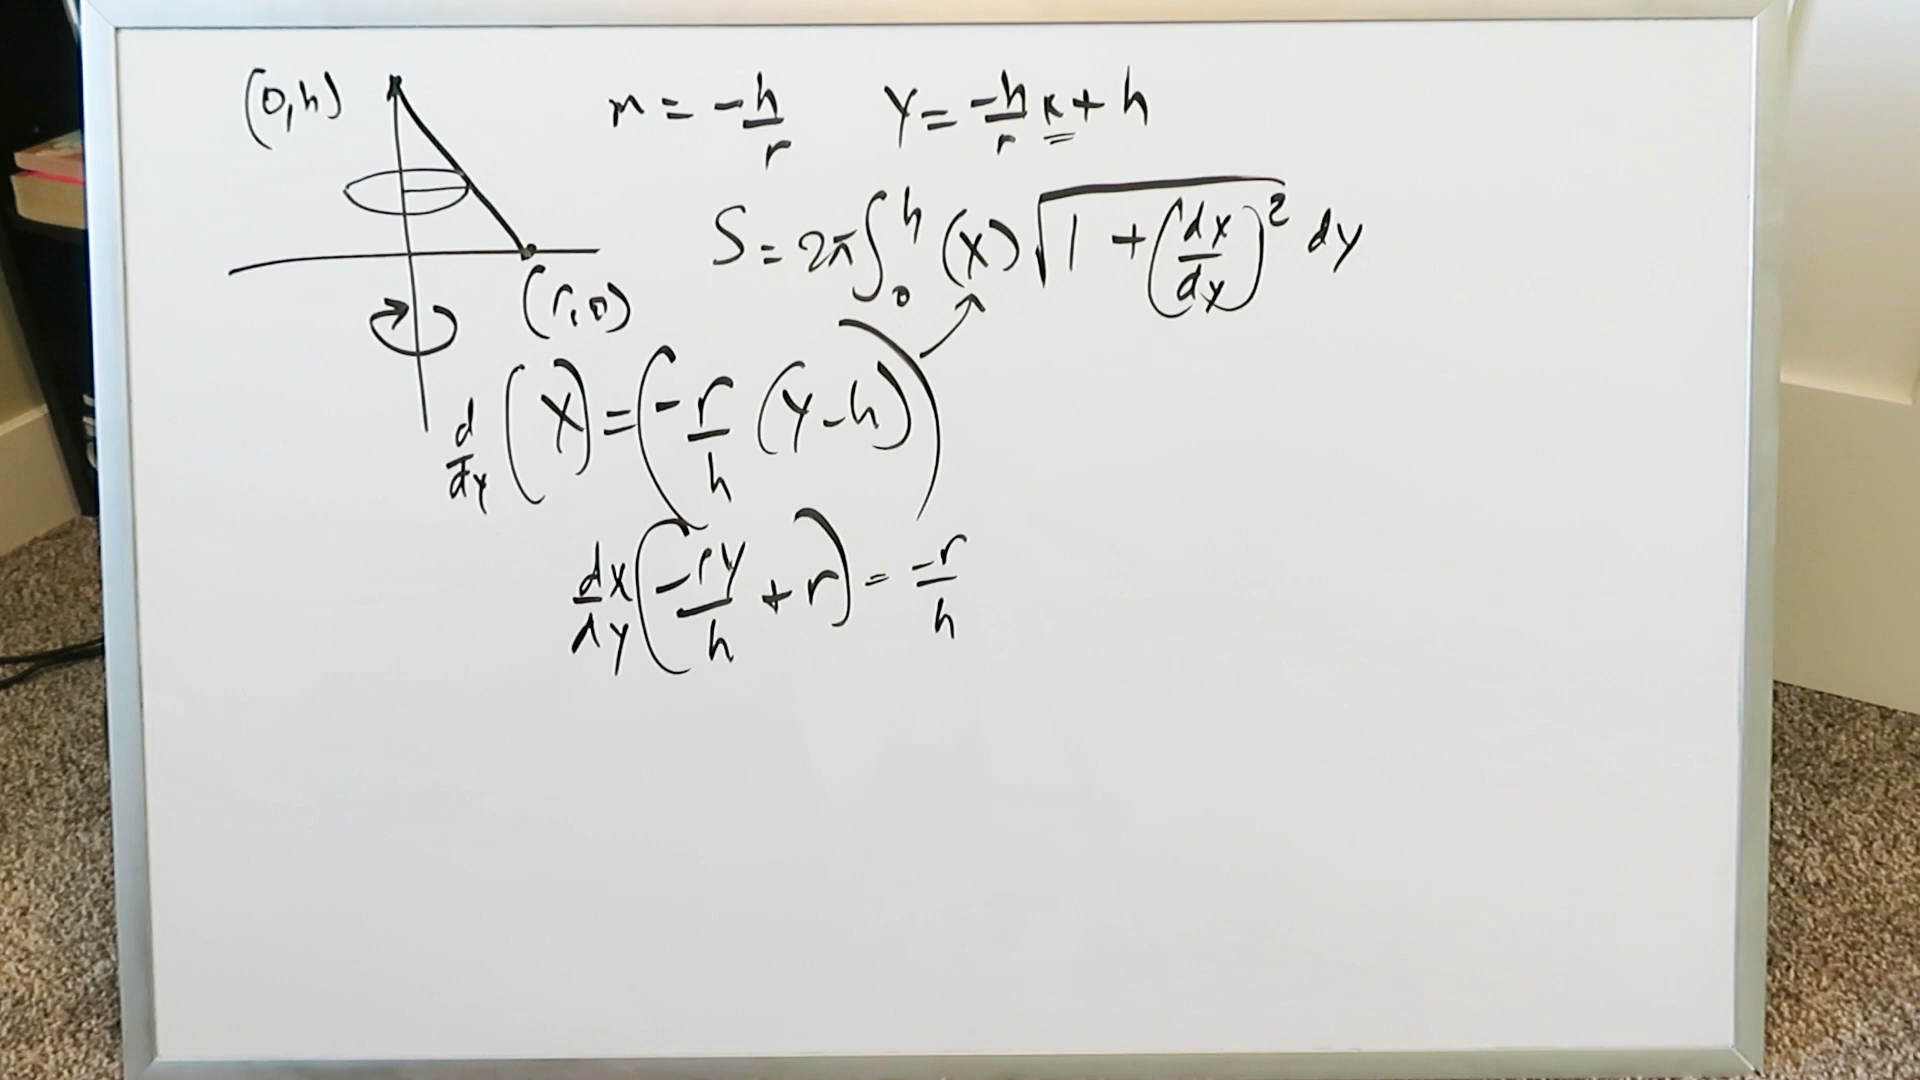 (0,h)
m = -h/r    y = -h/r x + h
S = 2π∫₀ʰ (x) √(1 + (dx/dy)²) dy
(r,0)
d/dy (x) = (-r/h (y-h))
dx/dy (-ry/h + r) = -r/h